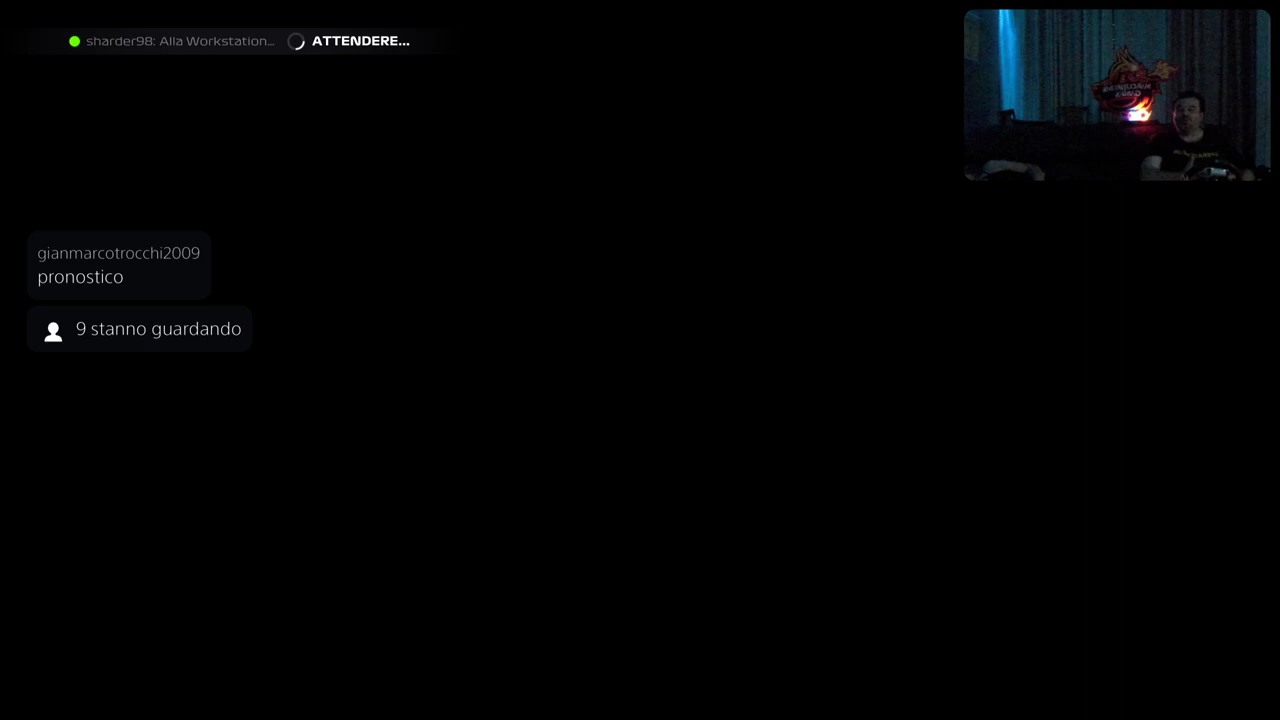 sharder98: Alla Workstation...
ATTENDERE...
gianmarcotrocchi2009
pronostico
9 stanno guardando